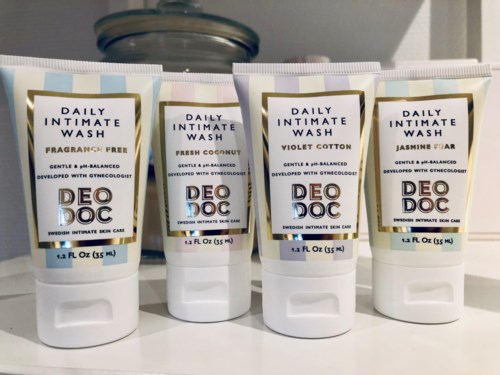 DAILY
INTIMATE
WASH
FRAGRANCE FREE
GENTLE & pH-BALANCED
DEVELOPED WITH GYNECOLOGIST
DEO
DOC
SWEDISH INTIMATE SKIN CARE
1.2 FL OZ (35 ML)
DAILY
INTIMATE
WASH
FRESH COCONUT
GENTLE & pH-BALANCED
DEVELOPED WITH GYNECOLOGIST
DEO
DOC
SWEDISH INTIMATE SKIN CARE
1.2 FL OZ (35 ML)
DAILY
INTIMATE
WASH
VIOLET COTTON
GENTLE & pH-BALANCED
DEVELOPED WITH GYNECOLOGIST
DEO
DOC
SWEDISH INTIMATE SKIN CARE
1.2 FL OZ (35 ML)
DAILY
INTIMATE
WASH
JASMINE PEAR
GENTLE & pH-BALANCED
DEVELOPED WITH GYNECOLOGIST
DEO
DOC
SWEDISH INTIMATE SKIN CARE
1.2 FL OZ (35 ML)